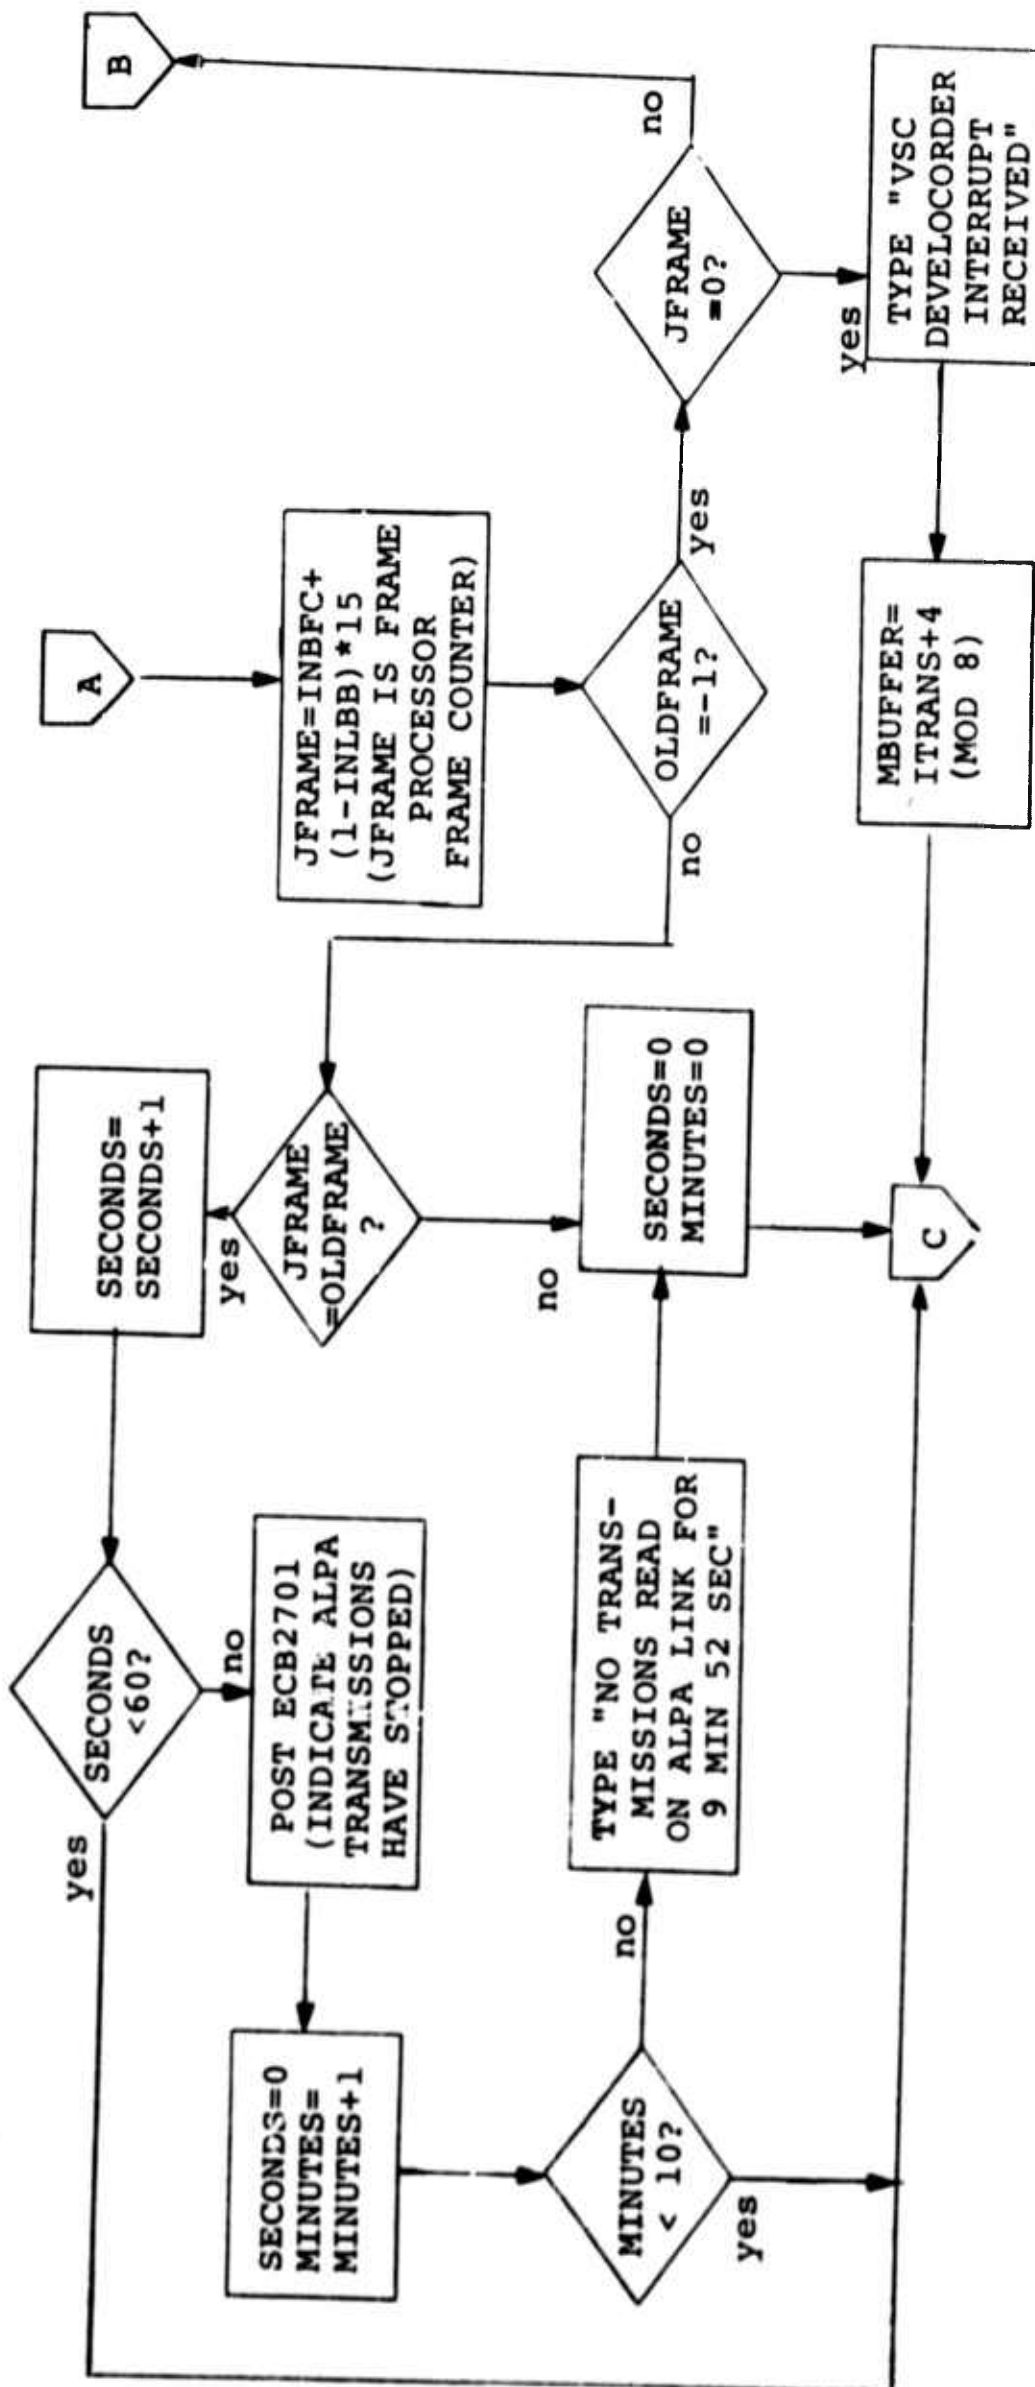 A
JFRAME=INBFC+
(1-INLBB)*15
(JFRAME IS FRAME
PROCESSOR
FRAME COUNTER)
OLDFRAME
=-1?
yes
no
JFRAME
=0?
no
B
yes
TYPE "VSC
DEVELOCORDER
INTERRUPT
RECEIVED"
MBUFFER=
ITRANS+4
(MOD 8)
JFRAME
=OLDFRAME
?
yes
no
SECONDS=
SECONDS+1
SECONDS
<60?
yes
no
POST ECB2701
(INDICATE ALPA
TRANSMISSIONS
HAVE STOPPED)
SECONDS=0
MINUTES=
MINUTES+1
MINUTES
< 10?
yes
no
TYPE "NO TRANS-
MISSIONS READ
ON ALPA LINK FOR
9 MIN 52 SEC"
SECONDS=0
MINUTES=0
C